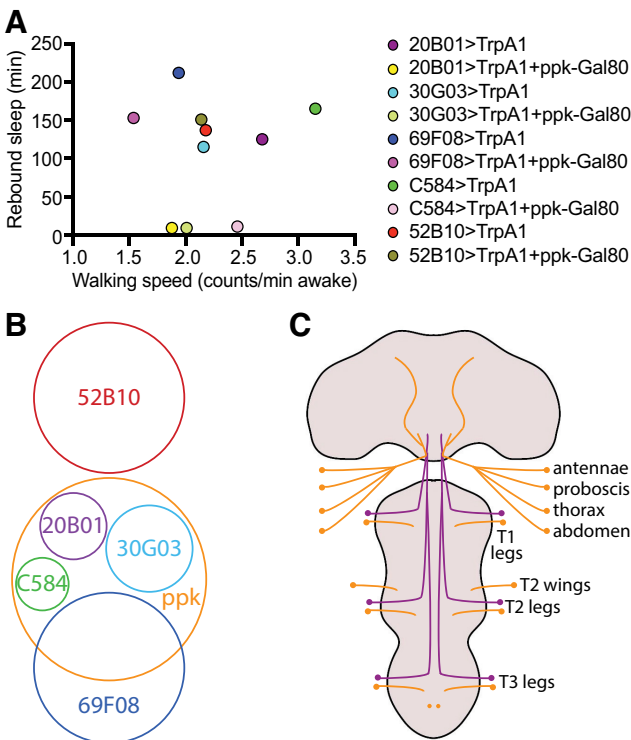 A
Rebound sleep (min)
250
200
150
100
50
0
1.0 1.5 2.0 2.5 3.0 3.5
Walking speed (counts/min awake)
20B01>TrpA1
20B01>TrpA1+ppk-Gal80
30G03>TrpA1
30G03>TrpA1+ppk-Gal80
69F08>TrpA1
69F08>TrpA1+ppk-Gal80
C584>TrpA1
C584>TrpA1+ppk-Gal80
52B10>TrpA1
52B10>TrpA1+ppk-Gal80
B
52B10
20B01
30G03
C584
ppk
69F08
C
antennae
proboscis
thorax
abdomen
T1
legs
T2 wings
T2 legs
T3 legs